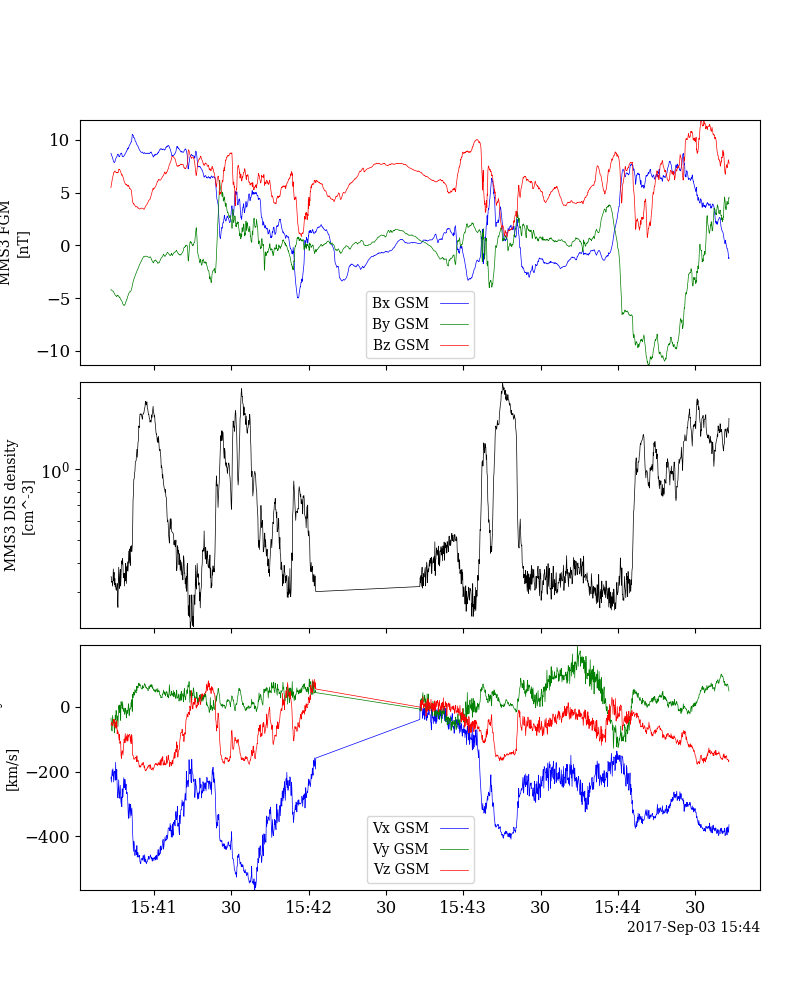 10
5
0
−5
−10
MMS3 FGM
[nT]
Bx GSM
By GSM
Bz GSM
10^0
MMS3 DIS density
[cm^-3]
0
−200
−400
[km/s]
Vx GSM
Vy GSM
Vz GSM
15:41 30 15:42 30 15:43 30 15:44 30
2017-Sep-03 15:44